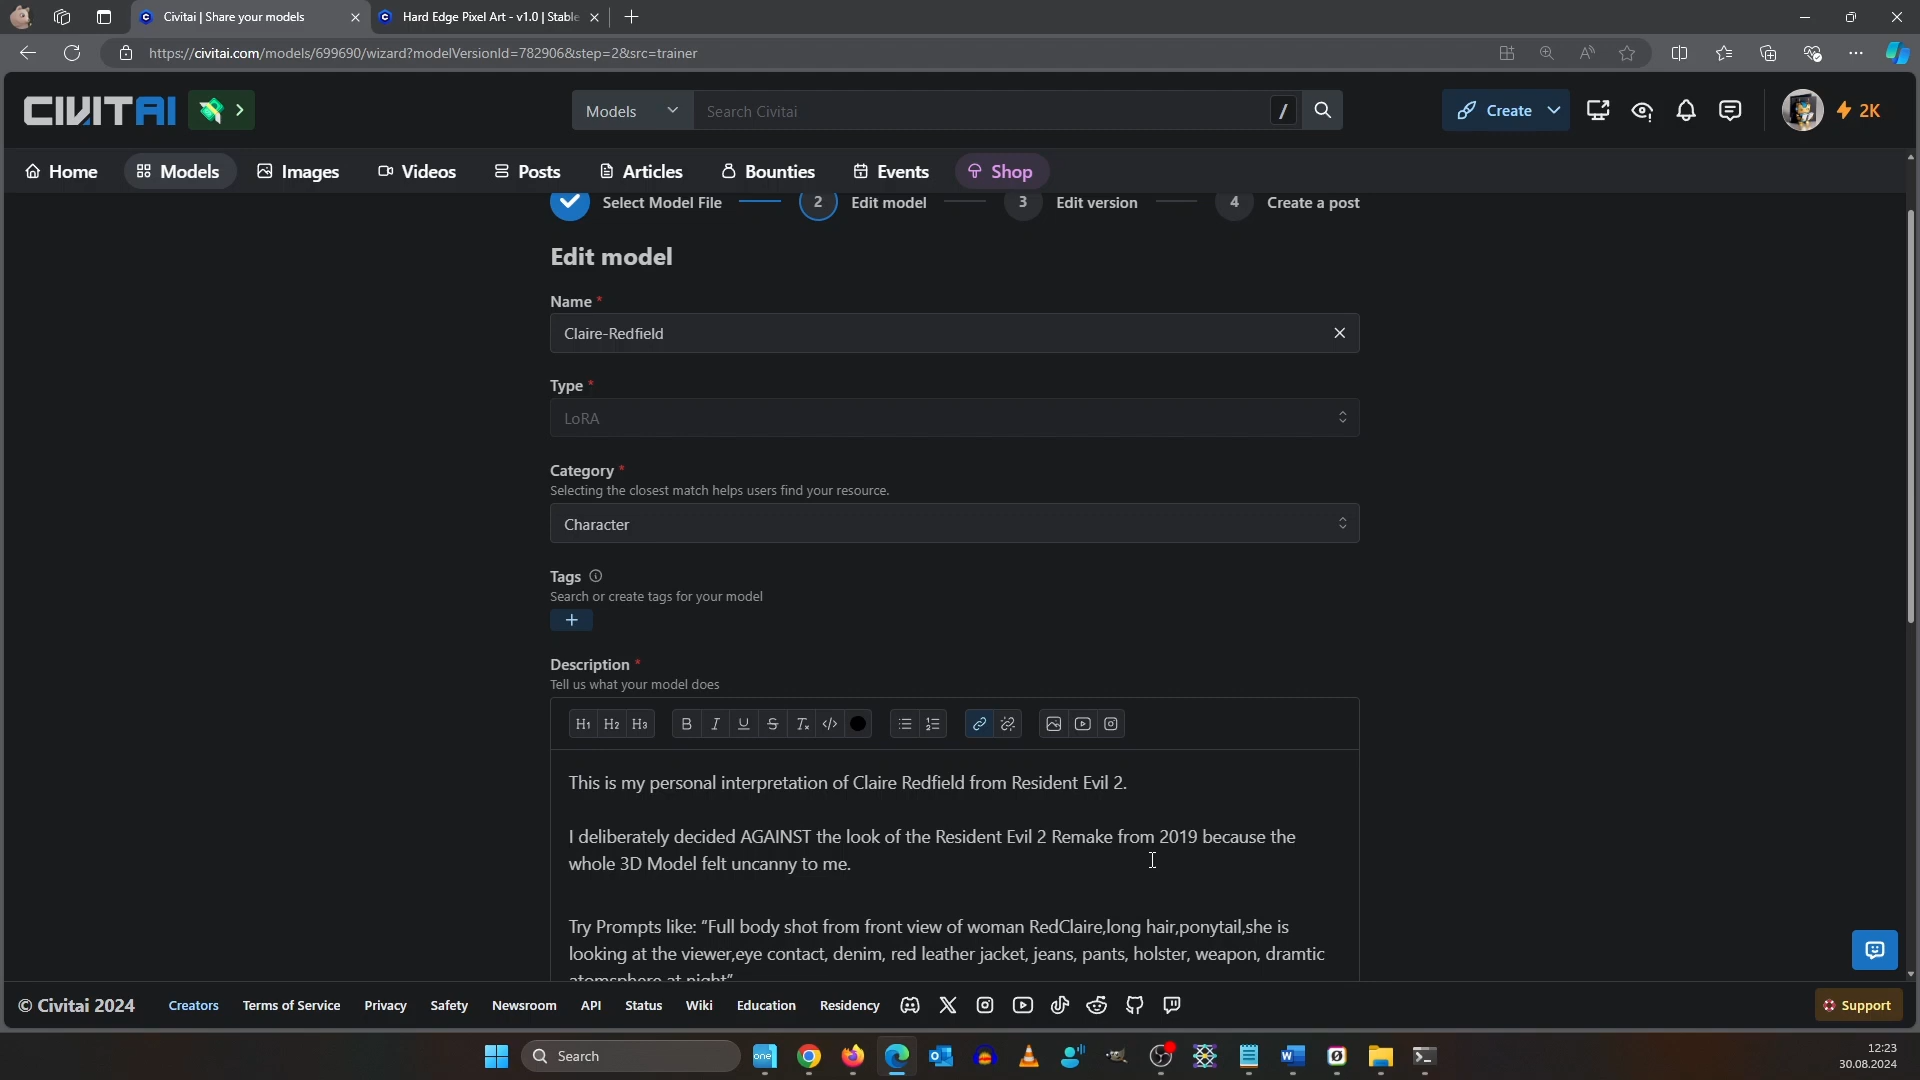 Civitai | Share your models
Hard Edge Pixel Art - v1.0 | Stable
https://civitai.com/models/699690/wizard?modelVersionId=782906&step=2&src=trainer
CIVITAI
Models
Search Civitai
/
Create
2K
Home
Models
Images
Videos
Posts
Articles
Bounties
Events
Shop
Select Model File
2 Edit model
3 Edit version
4 Create a post
Edit model
Name *
Claire-Redfield
Type *
LoRA
Category *
Selecting the closest match helps users find your resource.
Character
Tags
Search or create tags for your model
+
Description *
Tell us what your model does
H1 H2 H3 B I U S Tx </>
This is my personal interpretation of Claire Redfield from Resident Evil 2.
I deliberately decided AGAINST the look of the Resident Evil 2 Remake from 2019 because the
whole 3D Model felt uncanny to me.
Try Prompts like: “Full body shot from front view of woman RedClaire,long hair,ponytail,she is
looking at the viewer,eye contact, denim, red leather jacket, jeans, pants, holster, weapon, dramtic
atomsphere at night”
© Civitai 2024
Creators
Terms of Service
Privacy
Safety
Newsroom
API
Status
Wiki
Education
Residency
Support
Search
one
12:23
30.08.2024